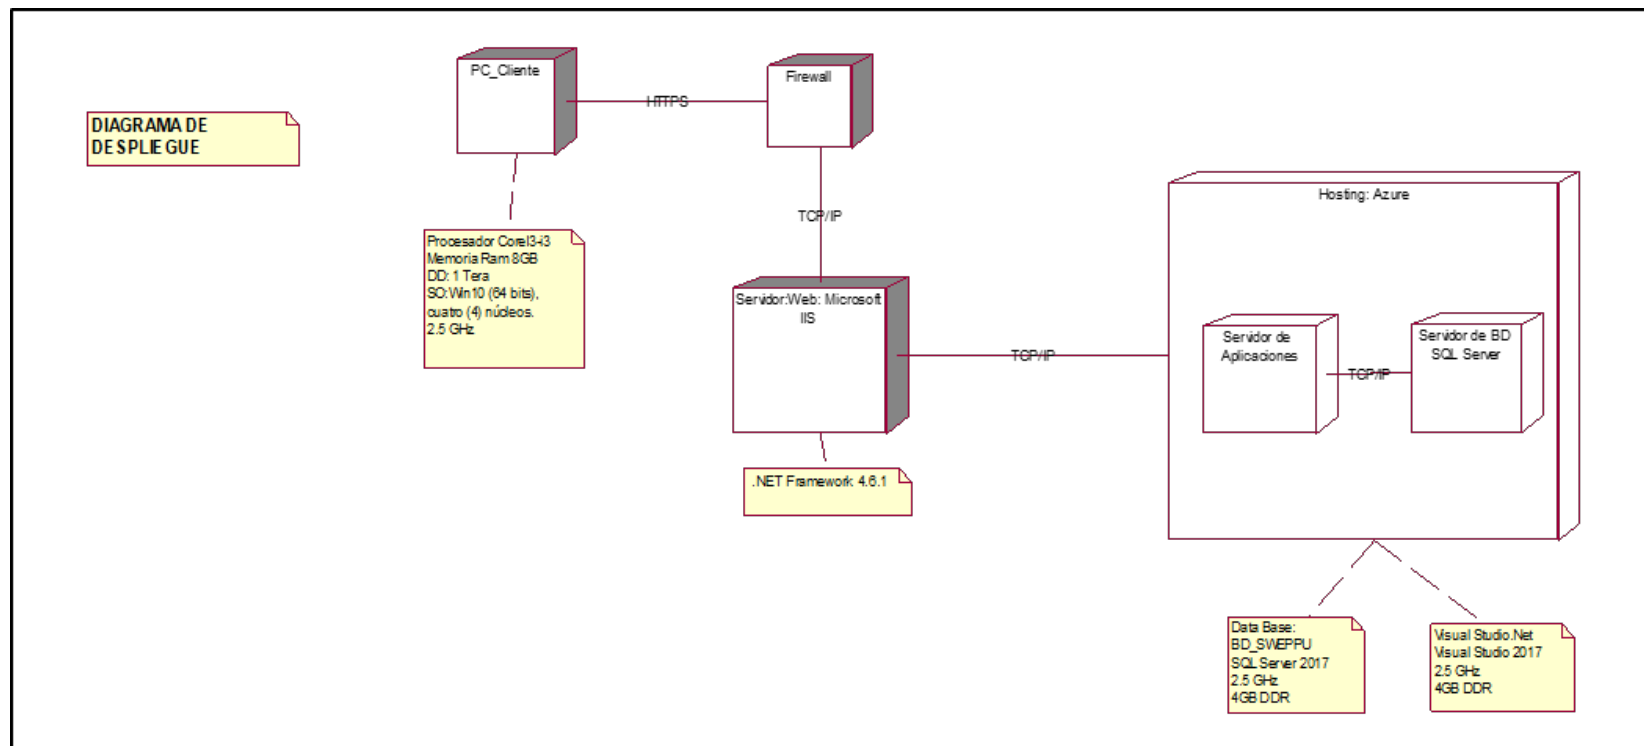 DIAGRAMA DE
DESPLIEGUE
PC_Cliente
HTTPS
Firewall
TCP/IP
Procesador CoreI3-i3
Memoria Ram 8GB
DD: 1 Tera
SO:Win10 (64 bits),
cuatro (4) núcleos.
2.5 GHz
Servidor:Web: Microsoft
IIS
.NET Framework 4.6.1
TCP/IP
Hosting: Azure
Servidor de
Aplicaciones
TCP/IP
Servidor de BD
SQL Server
Data Base:
BD_SWEPPU
SQL Server 2017
2.5 GHz
4GB DDR
Visual Studio.Net
Visual Studio 2017
2.5 GHz
4GB DDR